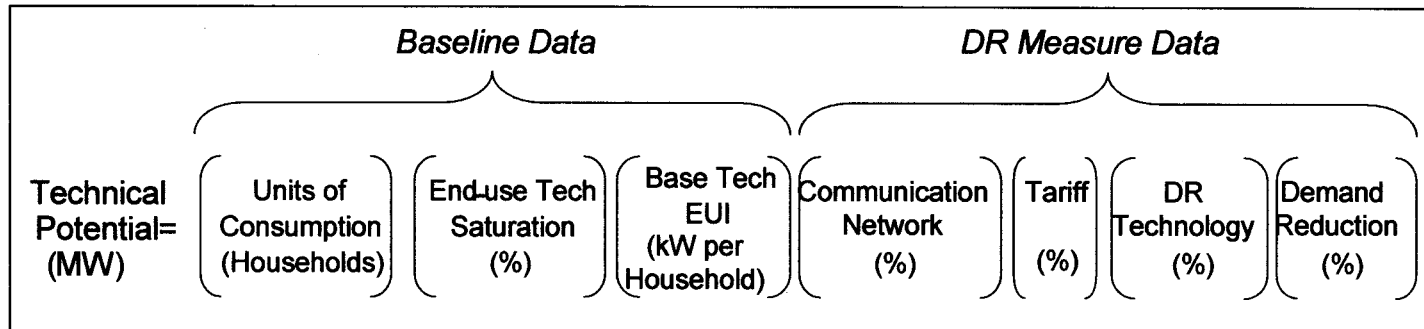 Baseline Data
DR Measure Data
Technical
Potential=
(MW)
Units of
Consumption
(Households)
End-use Tech
Saturation
(%)
Base Tech
EUI
(kW per
Household)
Communication
Network
(%)
Tariff
(%)
DR
Technology
(%)
Demand
Reduction
(%)